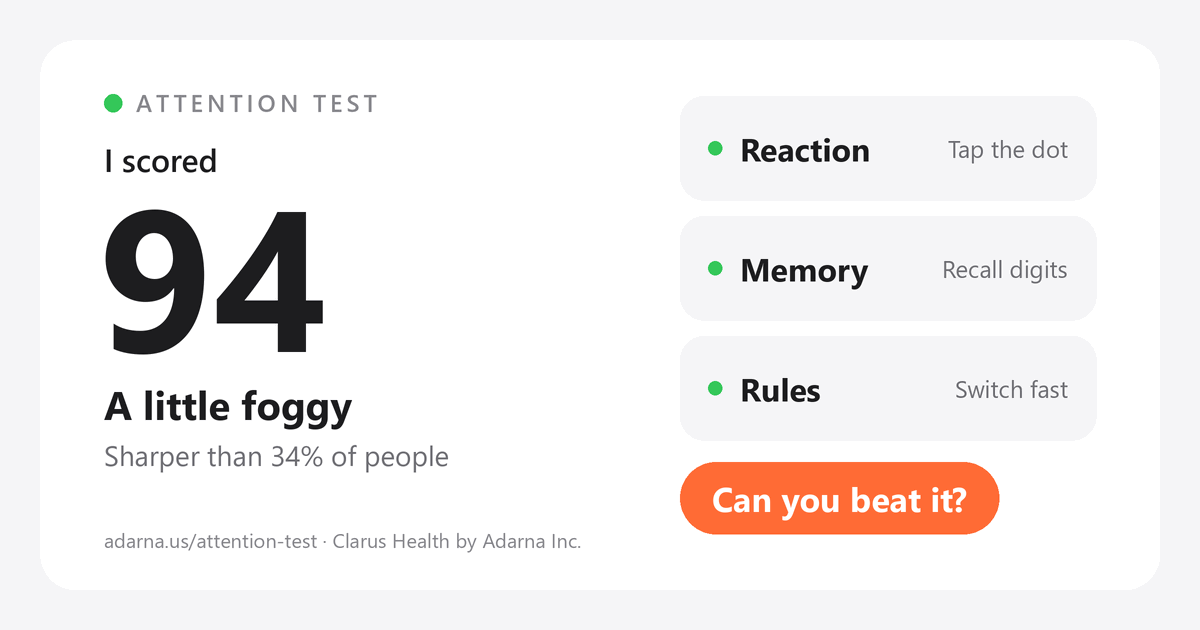 ATTENTION TEST
I scored
94
A little foggy
Sharper than 34% of people
adarna.us/attention-test · Clarus Health by Adarna Inc.
Reaction Tap the dot
Memory Recall digits
Rules Switch fast
Can you beat it?